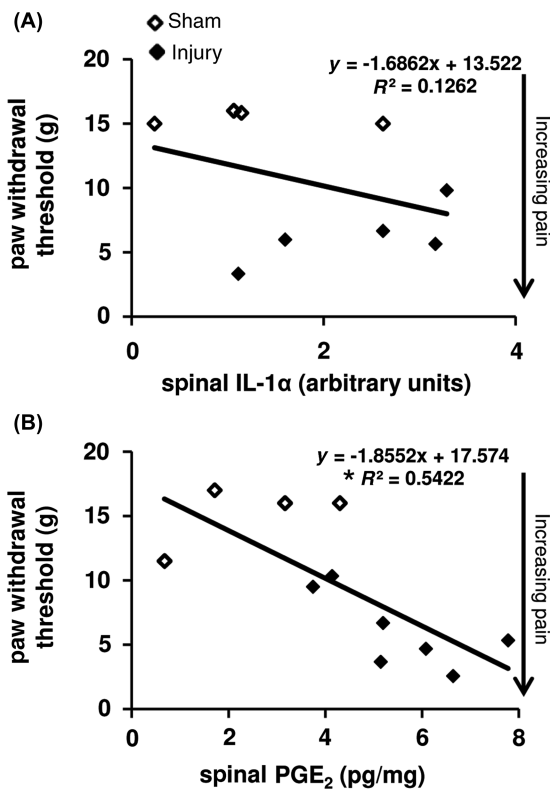 (A)
Sham
Injury
y = -1.6862x + 13.522
R² = 0.1262
20
15
10
5
0
0
2
4
paw withdrawal
threshold (g)
spinal IL-1α (arbitrary units)
Increasing pain
(B)
y = -1.8552x + 17.574
* R² = 0.5422
20
15
10
5
0
0
2
4
6
8
paw withdrawal
threshold (g)
spinal PGE₂ (pg/mg)
Increasing pain